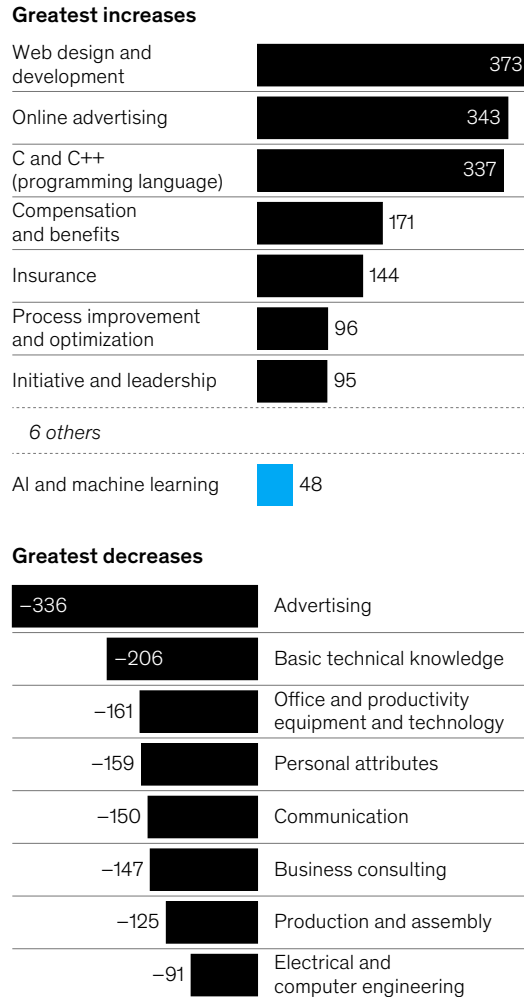 Greatest increases
Web design and
development
373
Online advertising
343
C and C++
(programming language)
337
Compensation
and benefits
171
Insurance
144
Process improvement
and optimization
96
Initiative and leadership
95
6 others
AI and machine learning
48
Greatest decreases
–336
Advertising
–206
Basic technical knowledge
–161
Office and productivity
equipment and technology
–159
Personal attributes
–150
Communication
–147
Business consulting
–125
Production and assembly
–91
Electrical and
computer engineering